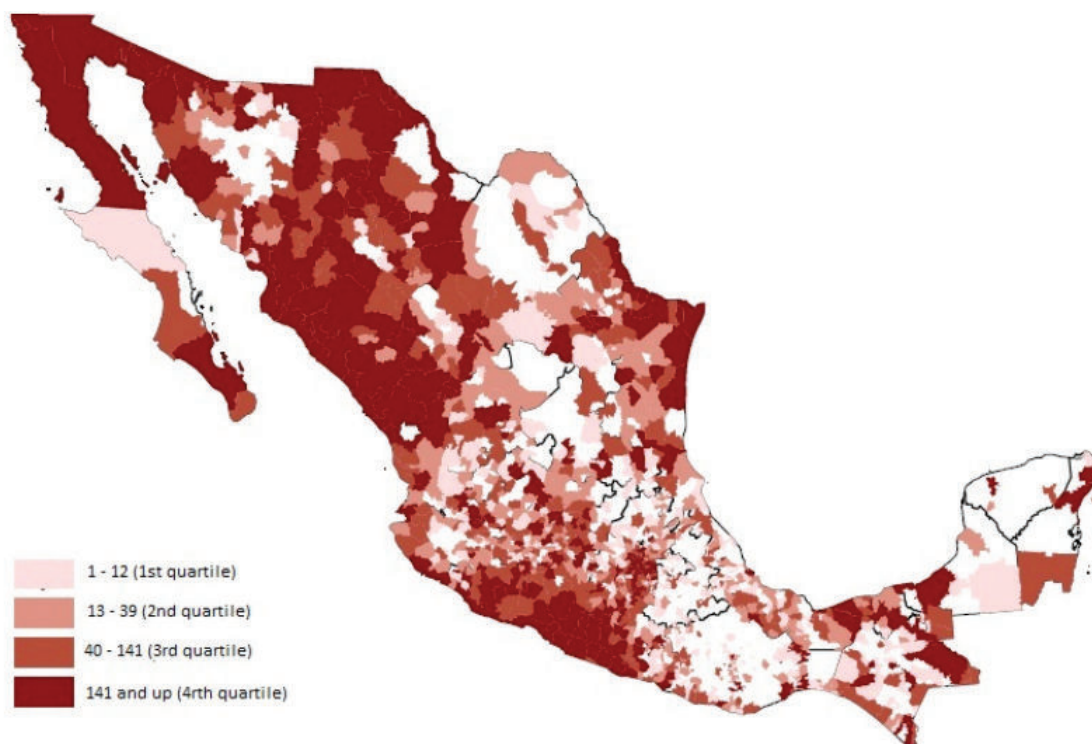 1 - 12 (1st quartile)
13 - 39 (2nd quartile)
40 - 141 (3rd quartile)
141 and up (4rth quartile)